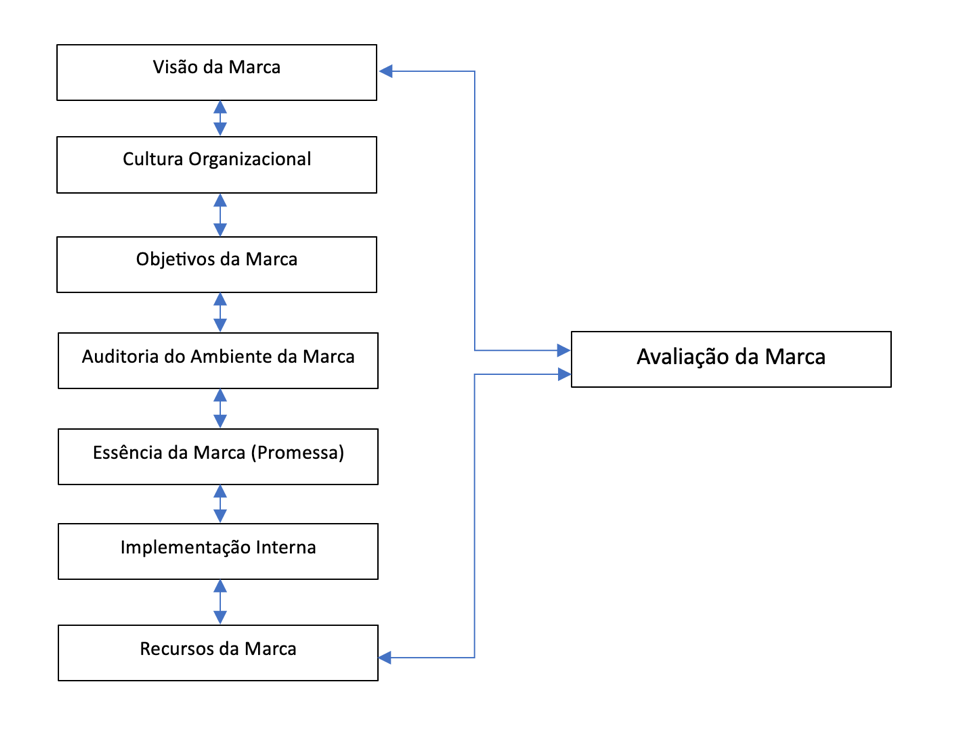 Visão da Marca
Cultura Organizacional
Objetivos da Marca
Auditoria do Ambiente da Marca
Avaliação da Marca
Essência da Marca (Promessa)
Implementação Interna
Recursos da Marca